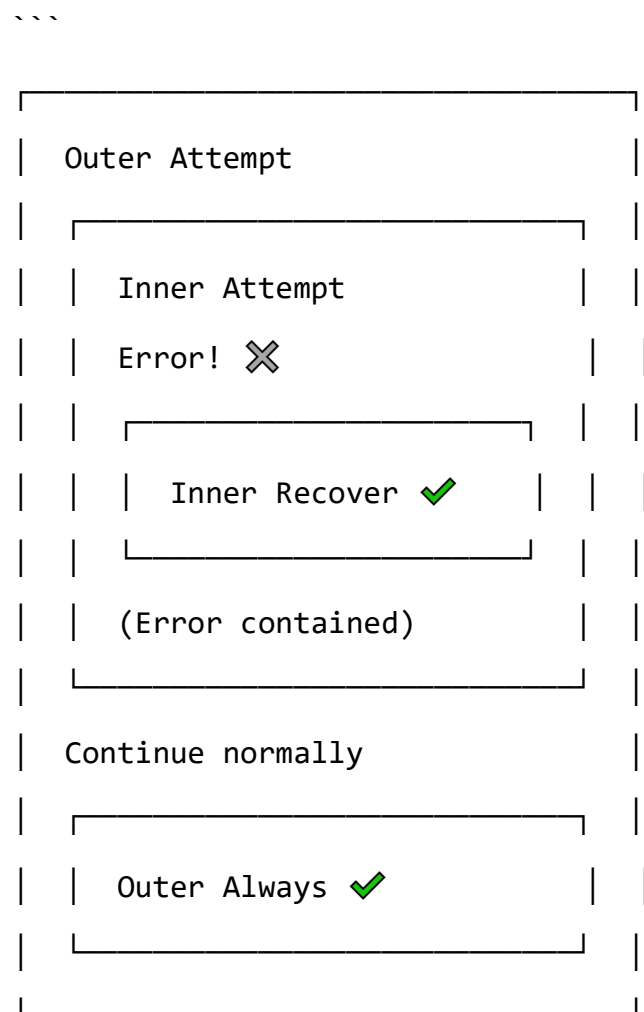 ```
┌──────────────────────────────────┐
│  Outer Attempt                   │
│  ┌────────────────────────────┐  │
│  │  Inner Attempt             │  │
│  │  Error! ❌                 │  │
│  │  ┌──────────────────────┐  │  │
│  │  │  Inner Recover ✅    │  │  │
│  │  └──────────────────────┘  │  │
│  │  (Error contained)         │  │
│  └────────────────────────────┘  │
│  Continue normally               │
│  ┌────────────────────────────┐  │
│  │  Outer Always ✅           │  │
│  └────────────────────────────┘  │